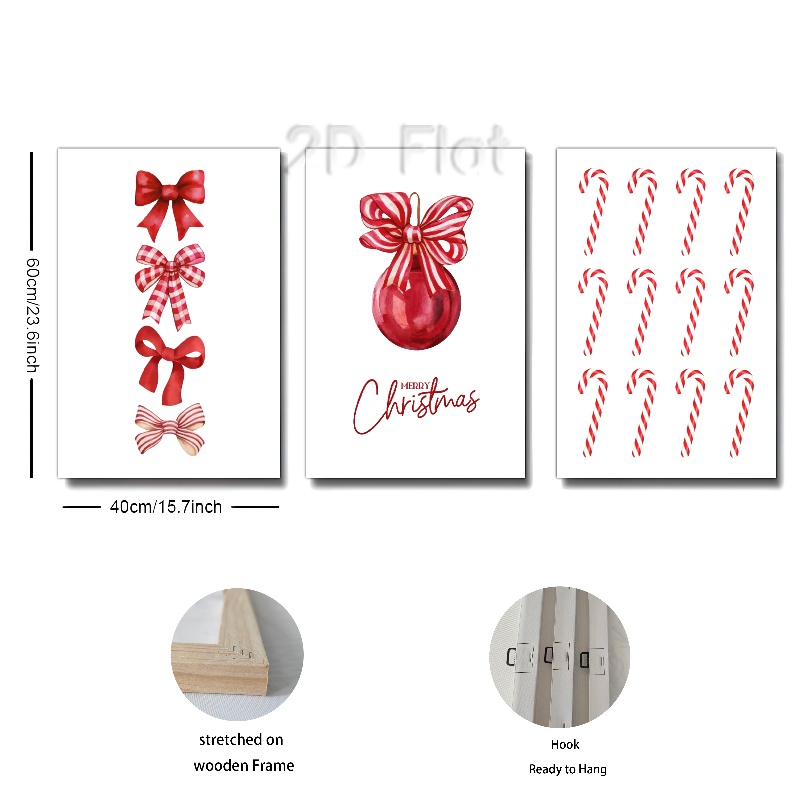 2D Flat
60cm/23.6inch
MERRY
Christmas
40cm/15.7inch
stretched on
wooden Frame
Hook
Ready to Hang